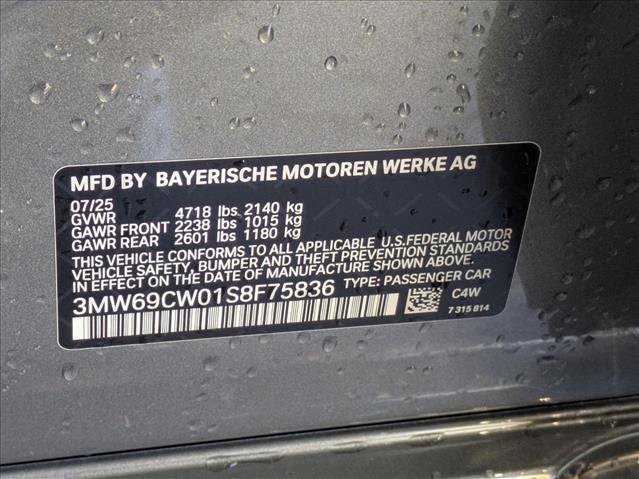 MFD BY BAYERISCHE MOTOREN WERKE AG
07/25
GVWR 4718 lbs 2140 kg
GAWR FRONT 2238 lbs 1015 kg
GAWR REAR 2601 lbs 1180 kg
THIS VEHICLE CONFORMS TO ALL APPLICABLE U.S.FEDERAL MOTOR
VEHICLE SAFETY, BUMPER AND THEFT PREVENTION STANDARDS
IN EFFECT ON THE DATE OF MANUFACTURE SHOWN ABOVE.
3MW69CW01S8F75836 TYPE: PASSENGER CAR
C4W
7 315 814